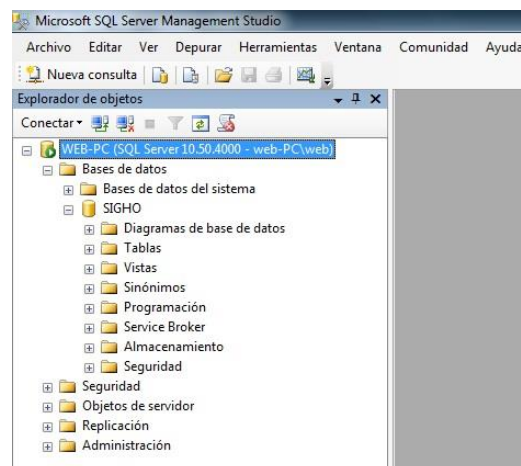 Microsoft SQL Server Management Studio
Archivo Editar Ver Depurar Herramientas Ventana Comunidad Ayuda
Nueva consulta
Explorador de objetos
Conectar
WEB-PC (SQL Server 10.50.4000 - web-PC\web)
Bases de datos
Bases de datos del sistema
SIGHO
Diagramas de base de datos
Tablas
Vistas
Sinónimos
Programación
Service Broker
Almacenamiento
Seguridad
Seguridad
Objetos de servidor
Replicación
Administración